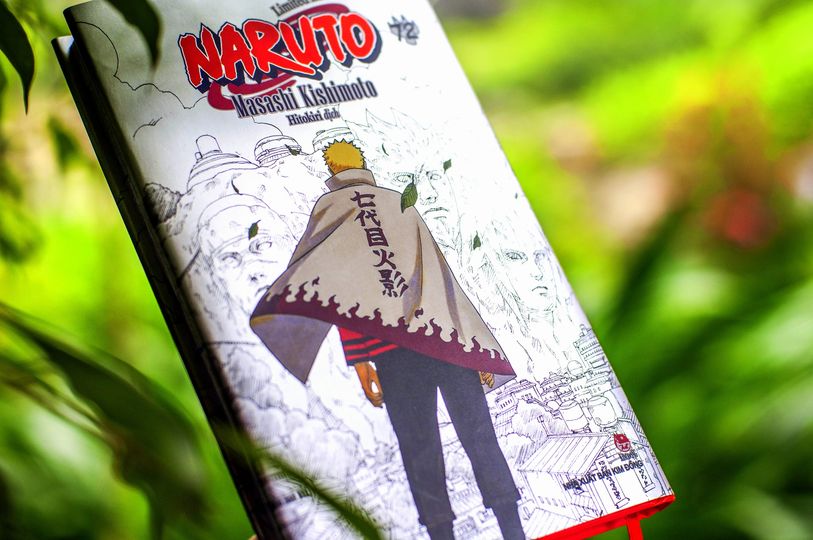 Limited
NARUTO
72
Masashi Kishimoto
Hitokiri dịch
七代目火影
NHÀ XUẤT BẢN KIM ĐỒNG